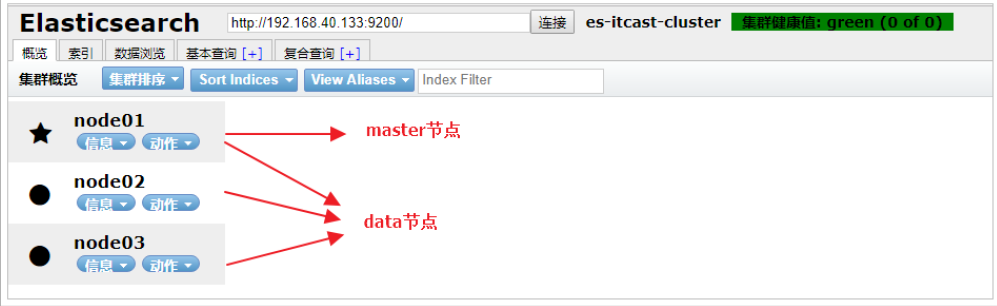 Elasticsearch http://192.168.40.133:9200/ 连接 es-itcast-cluster 集群健康值: green (0 of 0)
概览 索引 数据浏览 基本查询 [+] 复合查询 [+]
集群概览 集群排序 Sort Indices View Aliases Index Filter
node01
信息 动作
master节点
node02
信息 动作
data节点
node03
信息 动作